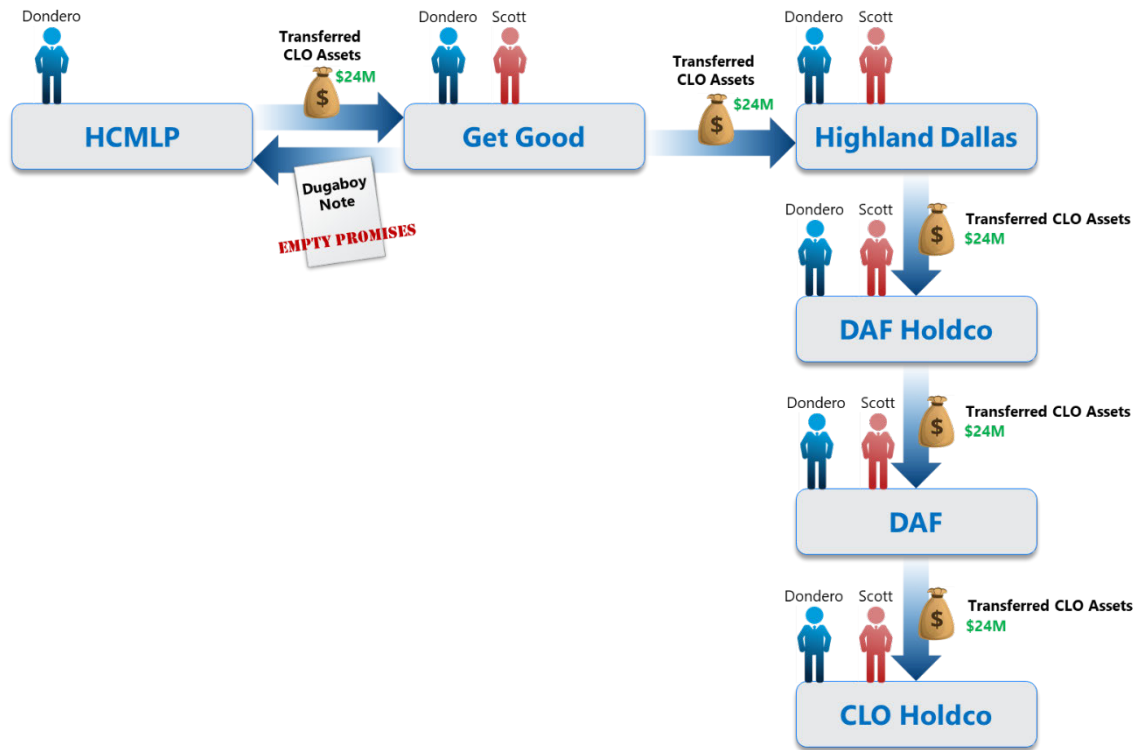 Dondero
Dondero
Scott
Dondero
Scott
Transferred
CLO Assets
$24M
$
Transferred
CLO Assets
$24M
$
HCMLP
Get Good
Highland Dallas
Dugaboy
Note
EMPTY PROMISES
Dondero
Scott
$
Transferred CLO Assets
$24M
DAF Holdco
Dondero
Scott
$
Transferred CLO Assets
$24M
DAF
Dondero
Scott
$
Transferred CLO Assets
$24M
CLO Holdco